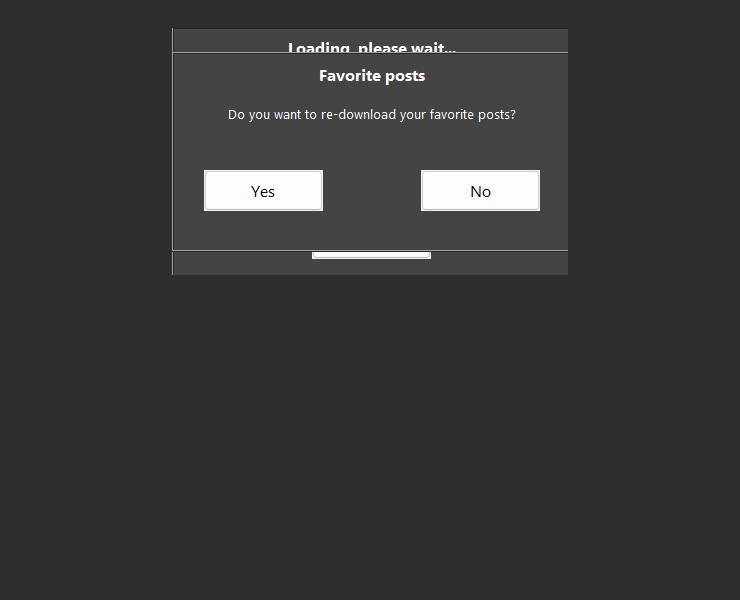 Loading, please wait...
Favorite posts
Do you want to re-download your favorite posts?
Yes
No